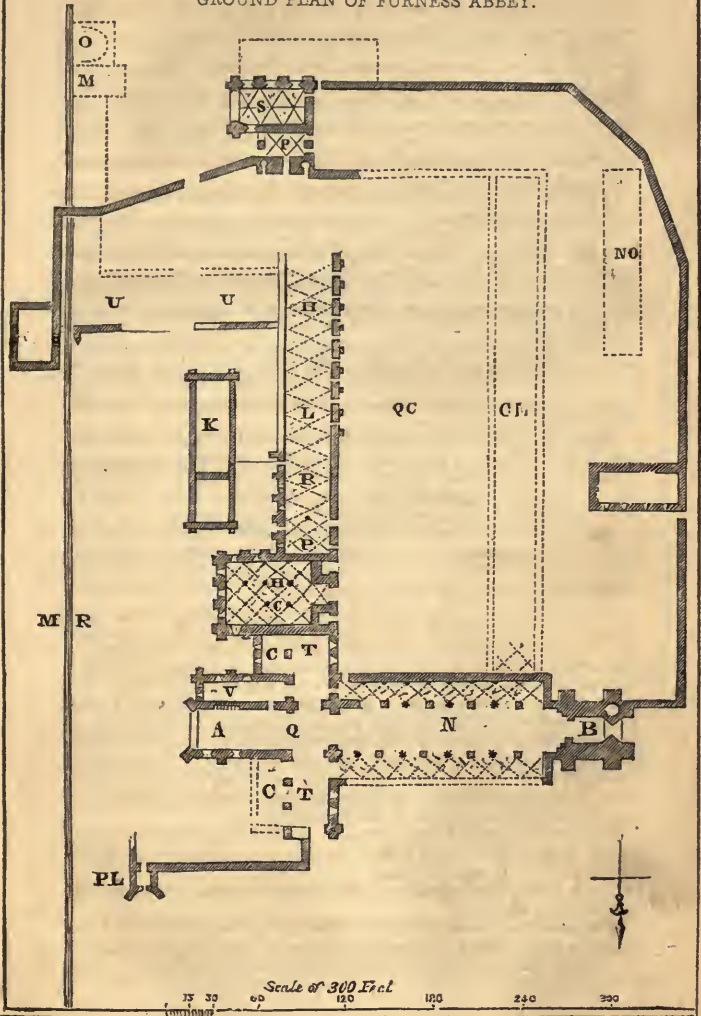 GROUND PLAN OF FURNESS ABBEY.
O
M
S
P
NO
U U
H
K
L
QC
CL
R
P
H
M R
C
C T
V
A Q N B
C T
PL
Scale of 300 Feet
15 30 60 120 180 240 300